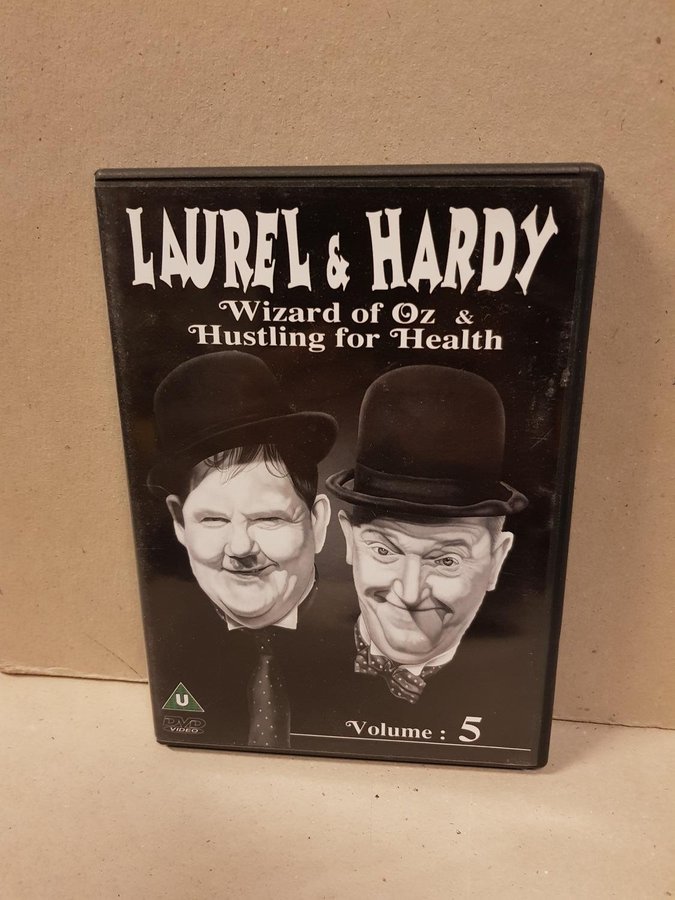 LAUREL & HARDY
Wizard of Oz &
Hustling for Health
U
DVD
VIDEO
Volume : 5